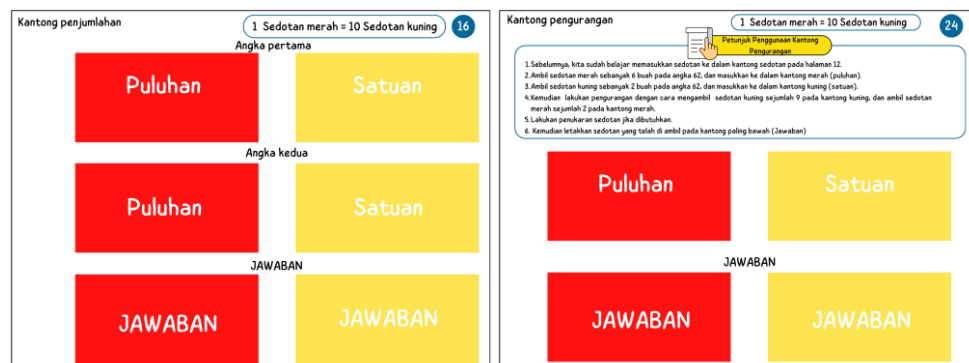 Kantong penjumlahan
1 Sedotan merah = 10 Sedotan kuning
16
Angka pertama
Puluhan
Satuan
Angka kedua
Puluhan
Satuan
JAWABAN
JAWABAN
JAWABAN
Kantong pengurangan
1 Sedotan merah = 10 Sedotan kuning
24
Petunjuk Penggunaan Kantong
Pengurangan
1.Sebelumnya, kita sudah belajar memasukkan sedotan ke dalam kantong sedotan pada halaman 12.
2.Ambil sedotan merah sebanyak 6 buah pada angka 62, dan masukkan ke dalam kantong merah (puluhan).
3.Ambil sedotan kuning sebanyak 2 buah pada angka 62, dan masukkan ke dalam kantong kuning (satuan).
4.Kemudian lakukan pengurangan dengan cara mengambil sedotan kuning sejumlah 9 pada kantong kuning, dan ambil sedotan
merah sejumlah 2 pada kantong merah.
5.Lakukan penukaran sedotan jika dibutuhkan.
6. Kemudian letakkan sedotan yang telah di ambil pada kantong paling bawah (Jawaban)
Puluhan
Satuan
JAWABAN
JAWABAN
JAWABAN